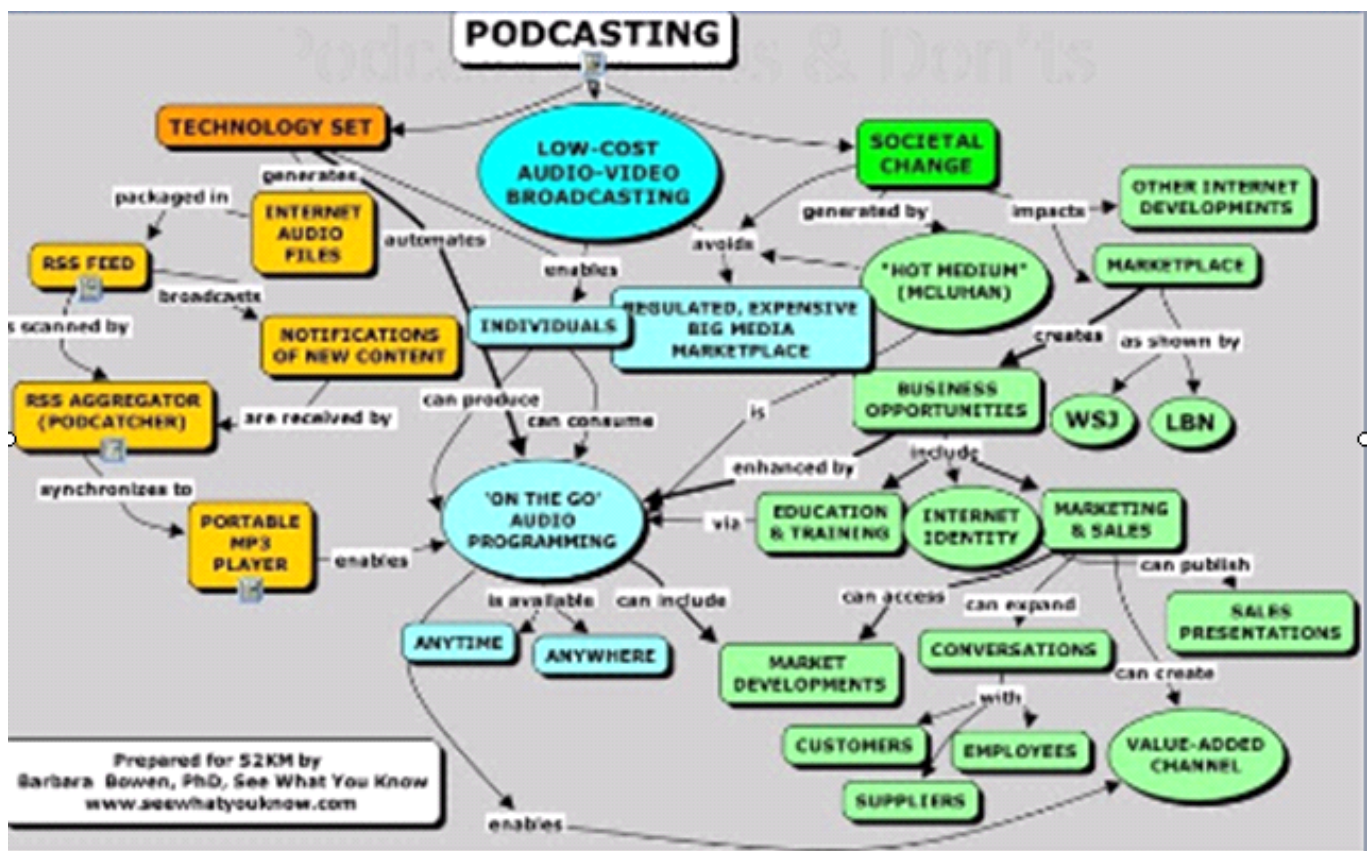 PODCASTING
TECHNOLOGY SET
LOW-COST
AUDIO-VIDEO
BROADCASTING
SOCIETAL
CHANGE
generates
packaged in
INTERNET
AUDIO
FILES
automates
enables
avoids
generated by
impacts
OTHER INTERNET
DEVELOPMENTS
RSS FEED
broadcasts
"HOT MEDIUM"
(MCLUHAN)
MARKETPLACE
s scanned by
NOTIFICATIONS
OF NEW CONTENT
INDIVIDUALS
REGULATED, EXPENSIVE
BIG MEDIA
MARKETPLACE
creates
as shown by
RSS AGGREGATOR
(PODCATCHER)
are received by
can produce
can consume
is
BUSINESS
OPPORTUNITIES
WSJ
LBN
synchronizes to
enhanced by
include
PORTABLE
MP3
PLAYER
enables
'ON THE GO'
AUDIO
PROGRAMMING
via
EDUCATION
& TRAINING
INTERNET
IDENTITY
MARKETING
& SALES
is available
can include
can access
can expand
can publish
SALES
PRESENTATIONS
ANYTIME
ANYWHERE
MARKET
DEVELOPMENTS
CONVERSATIONS
can create
with
CUSTOMERS
EMPLOYEES
SUPPLIERS
VALUE-ADDED
CHANNEL
enables
Prepared for S2KM by
Barbara Bowen, PhD, See What You Know
www.seewhatyouknow.com